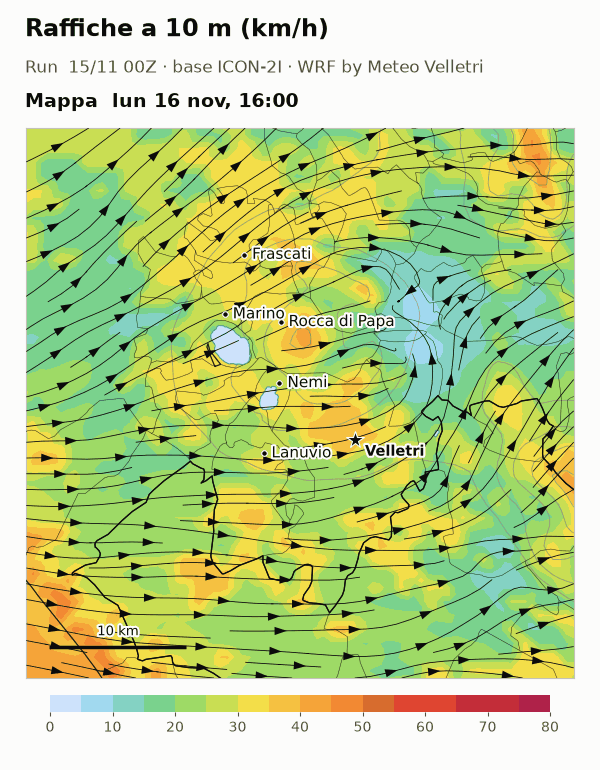 Raffiche a 10 m (km/h)
Run  15/11 00Z · base ICON-2I · WRF by Meteo Velletri
Mappa  lun 16 nov, 16:00
Frascati
Marino
Rocca di Papa
Nemi
Velletri
Lanuvio
10 km
0 10 20 30 40 50 60 70 80